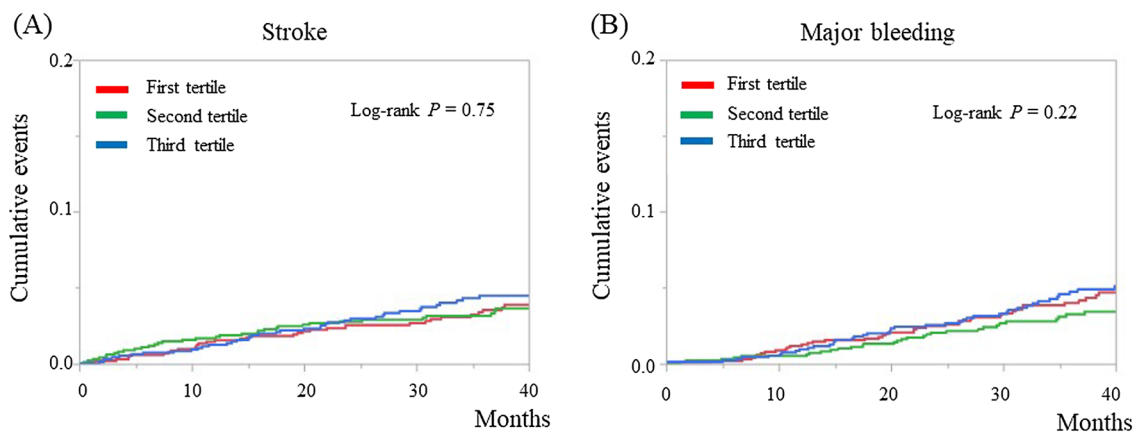 (A)
Stroke
0.2
First tertile
Second tertile
Third tertile
Log-rank P = 0.75
Cumulative events
0.1
0.0
0 10 20 30 40
Months
(B)
Major bleeding
0.2
First tertile
Second tertile
Third tertile
Log-rank P = 0.22
Cumulative events
0.1
0.0
0 10 20 30 40
Months